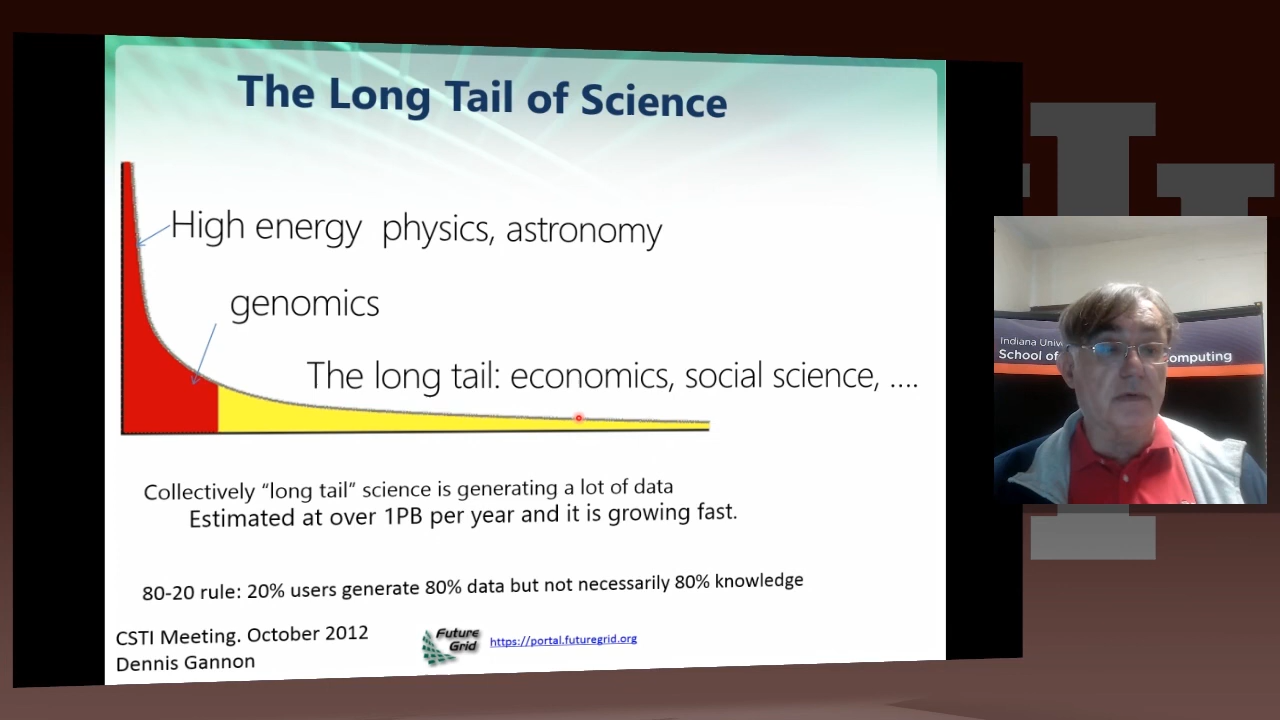 The Long Tail of Science
High energy physics, astronomy
genomics
The long tail: economics, social science, ....
Collectively “long tail” science is generating a lot of data
Estimated at over 1PB per year and it is growing fast.
80-20 rule: 20% users generate 80% data but not necessarily 80% knowledge
CSTI Meeting. October 2012
Dennis Gannon
Future
Grid
https://portal.futuregrid.org
Indiana
School of
omputing